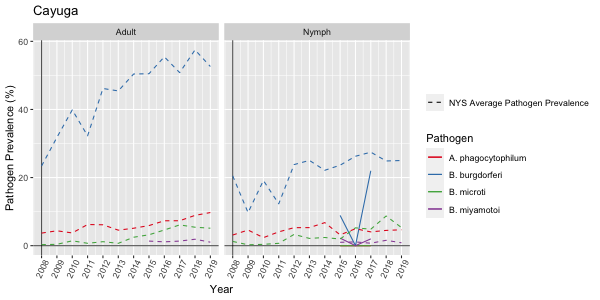 Cayuga
Adult
Nymph
Pathogen Prevalence (%)
60
40
20
0
2008 2009 2010 2011 2012 2013 2014 2015 2016 2017 2018 2019
2008 2009 2010 2011 2012 2013 2014 2015 2016 2017 2018 2019
Year
NYS Average Pathogen Prevalence
Pathogen
A. phagocytophilum
B. burgdorferi
B. microti
B. miyamotoi